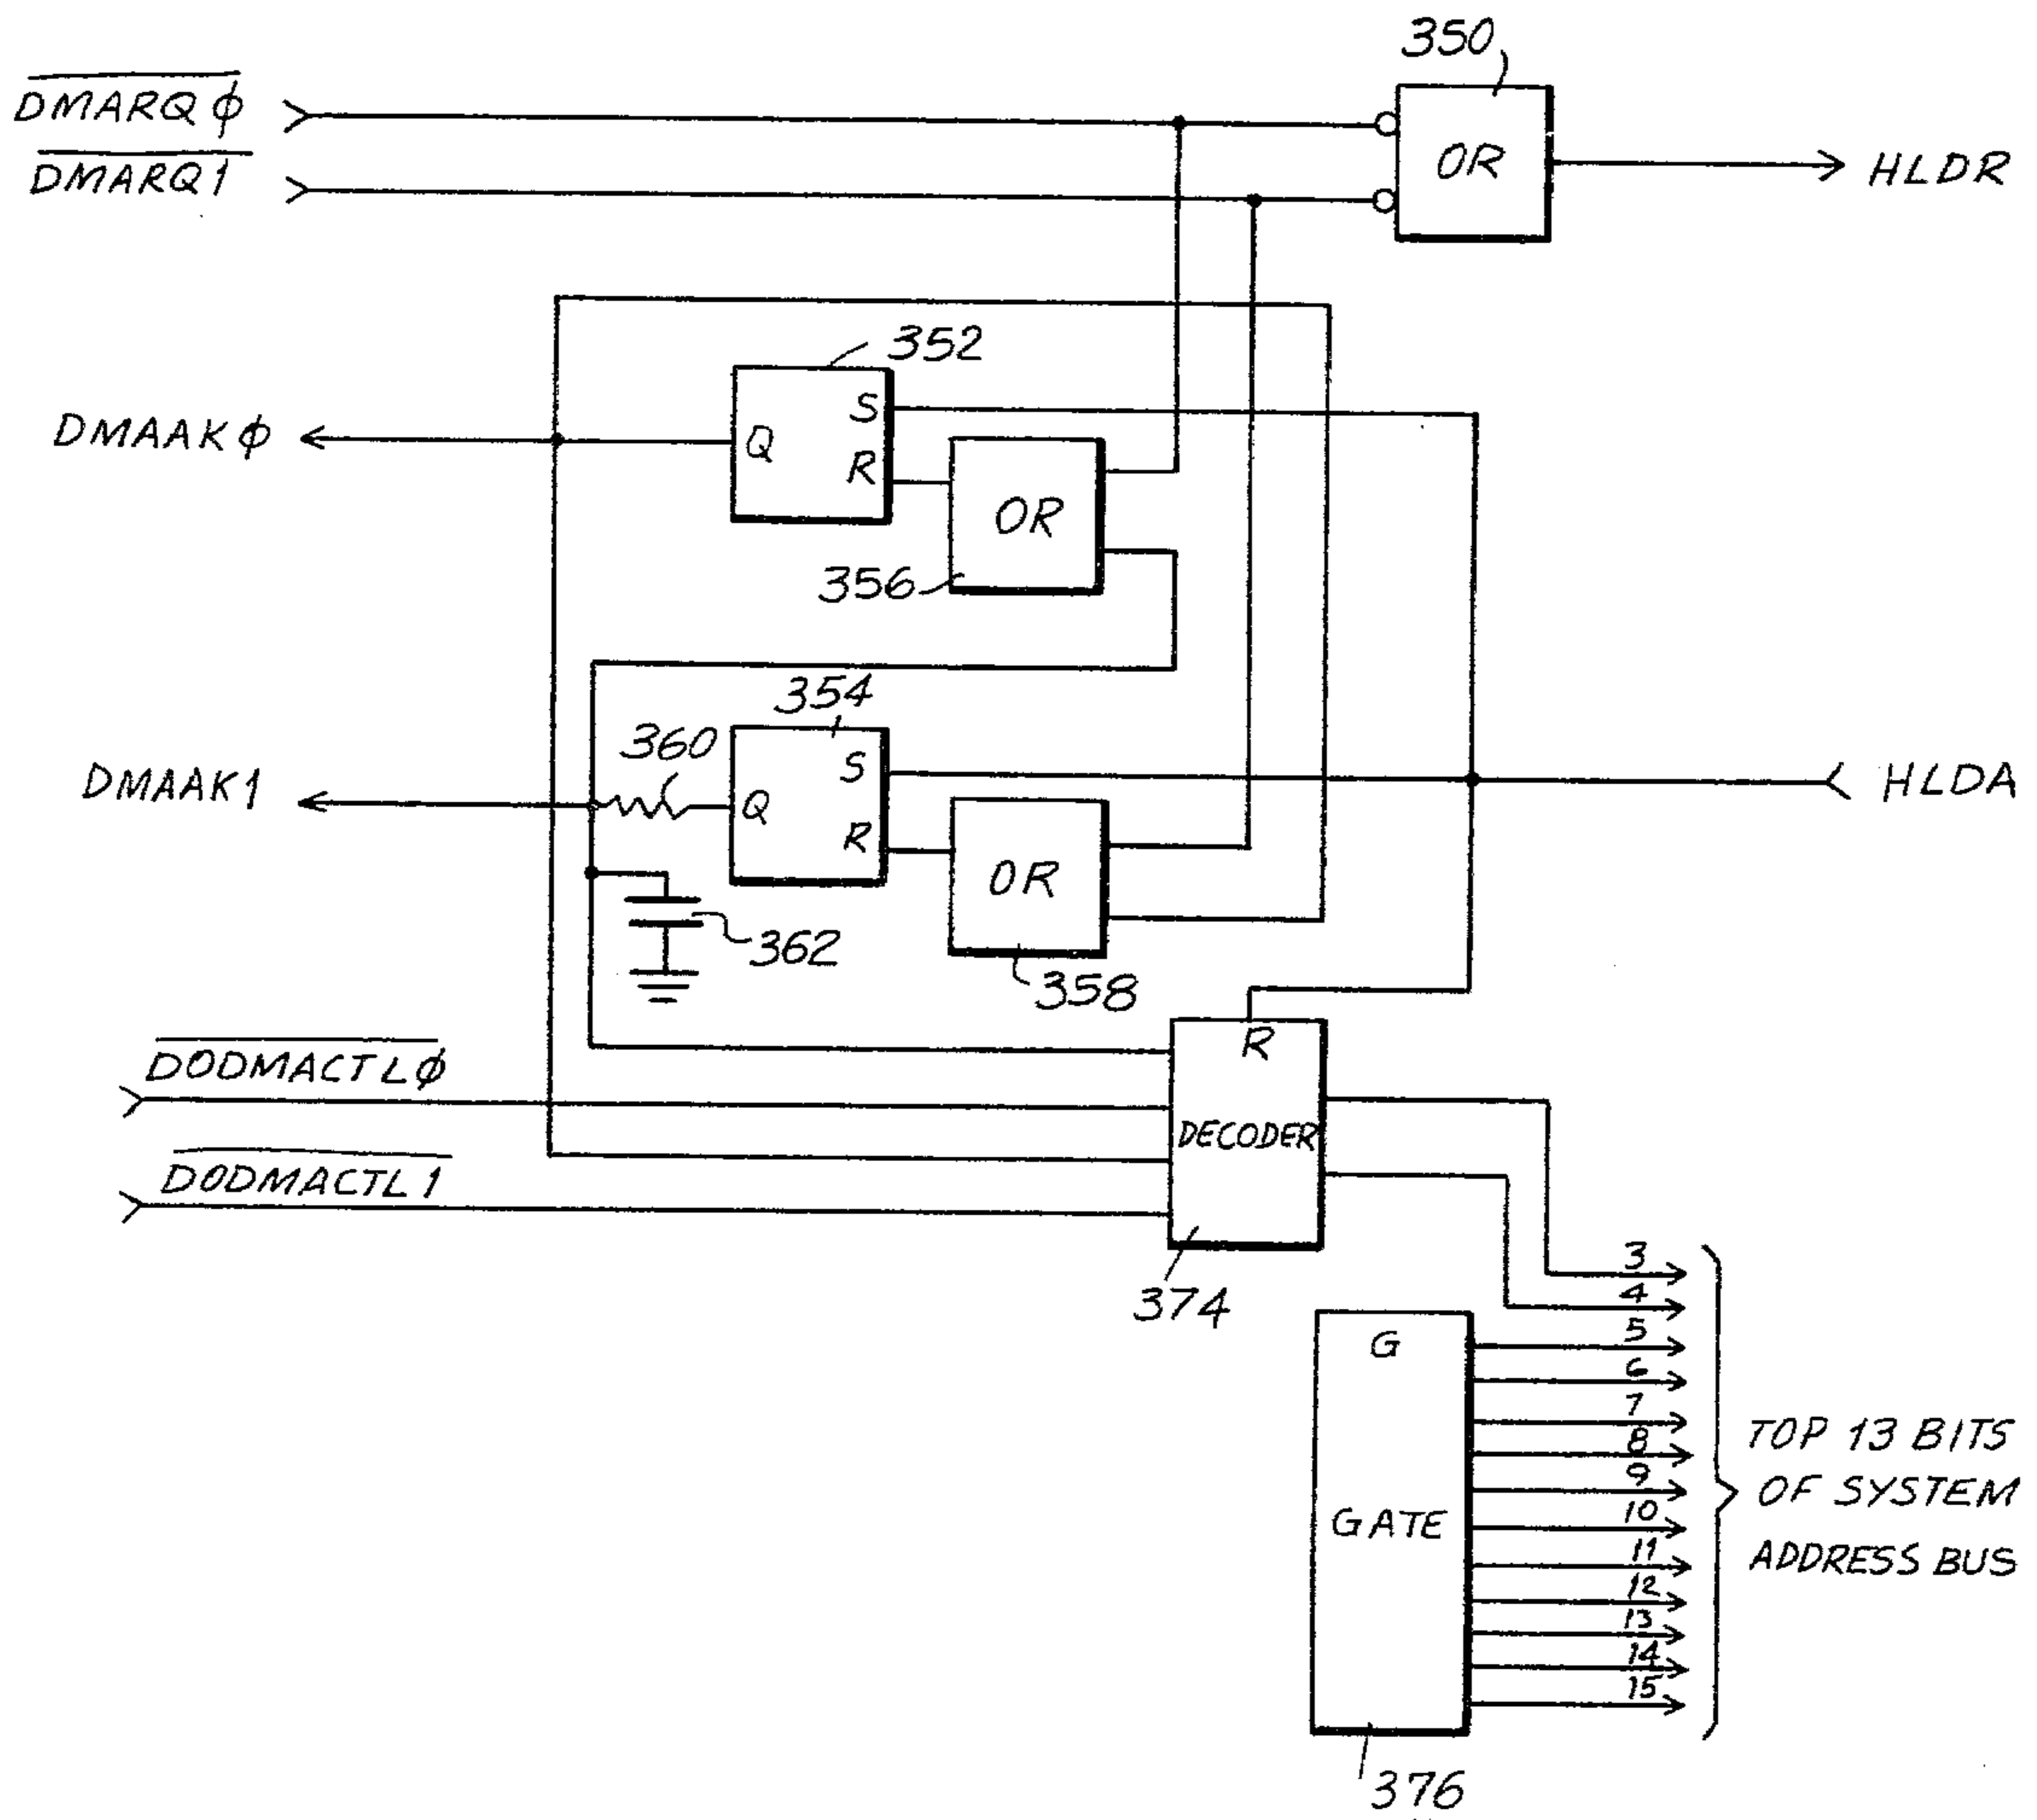 350
DMARQϕ
DMARQ1
OR
HLDR
352
DMAAKϕ
S
Q
R
OR
356
354
360
DMAAK1
S
Q
R
HLDA
OR
362
358
DODMACTLϕ
R
DECODER
DODMACTL1
374
3
4
5
6
7
8
9
10
11
12
13
14
15
G
GATE
TOP 13 BITS
OF SYSTEM
ADDRESS BUS
376